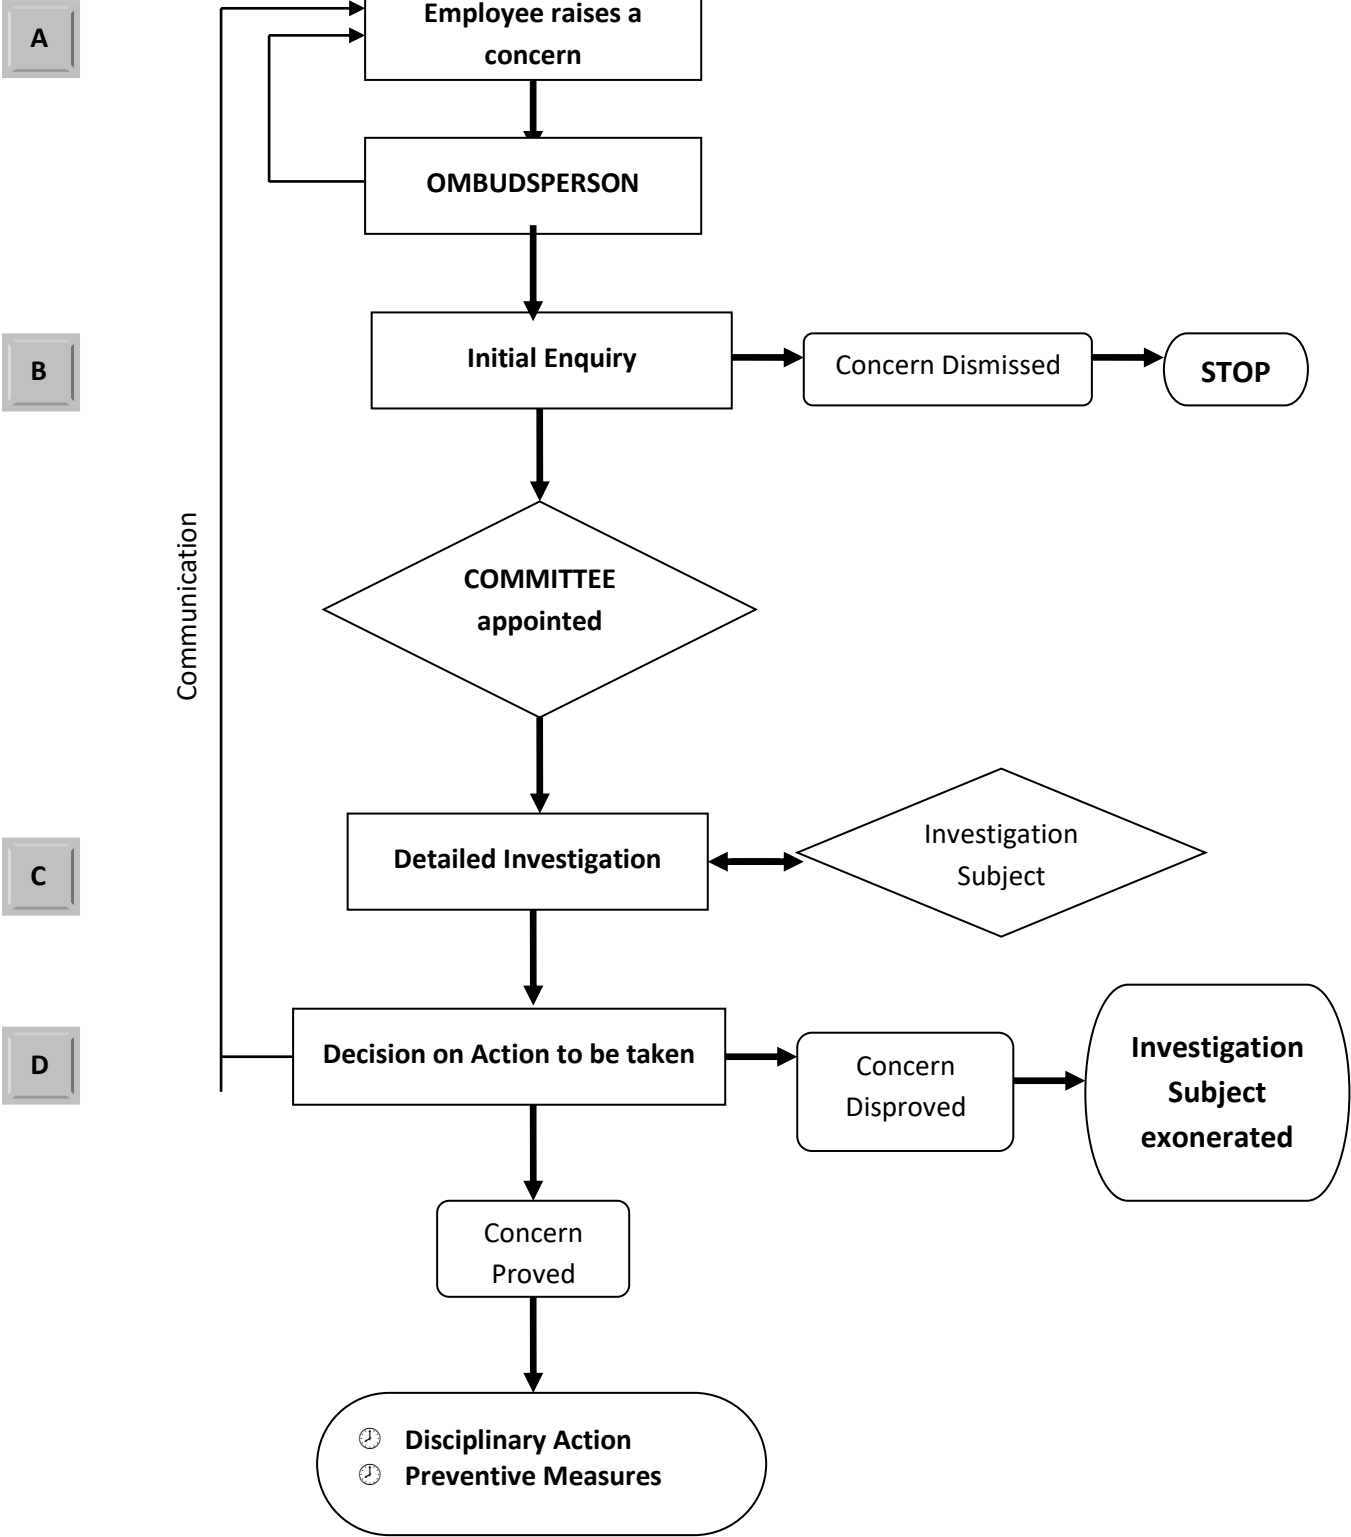 A
Employee raises a
concern
OMBUDSPERSON
B
Initial Enquiry
Concern Dismissed
STOP
Communication
COMMITTEE
appointed
C
Detailed Investigation
Investigation
Subject
D
Decision on Action to be taken
Concern
Disproved
Investigation
Subject
exonerated
Concern
Proved
Disciplinary Action
Preventive Measures